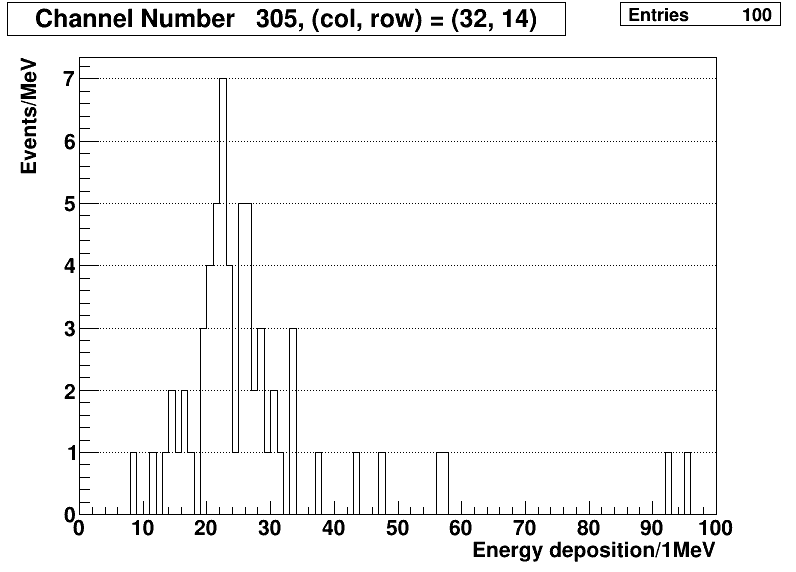 Channel Number 305, (col, row) = (32, 14)
Entries 100
Events/MeV
7
6
5
4
3
2
1
0
0 10 20 30 40 50 60 70 80 90 100
Energy deposition/1MeV